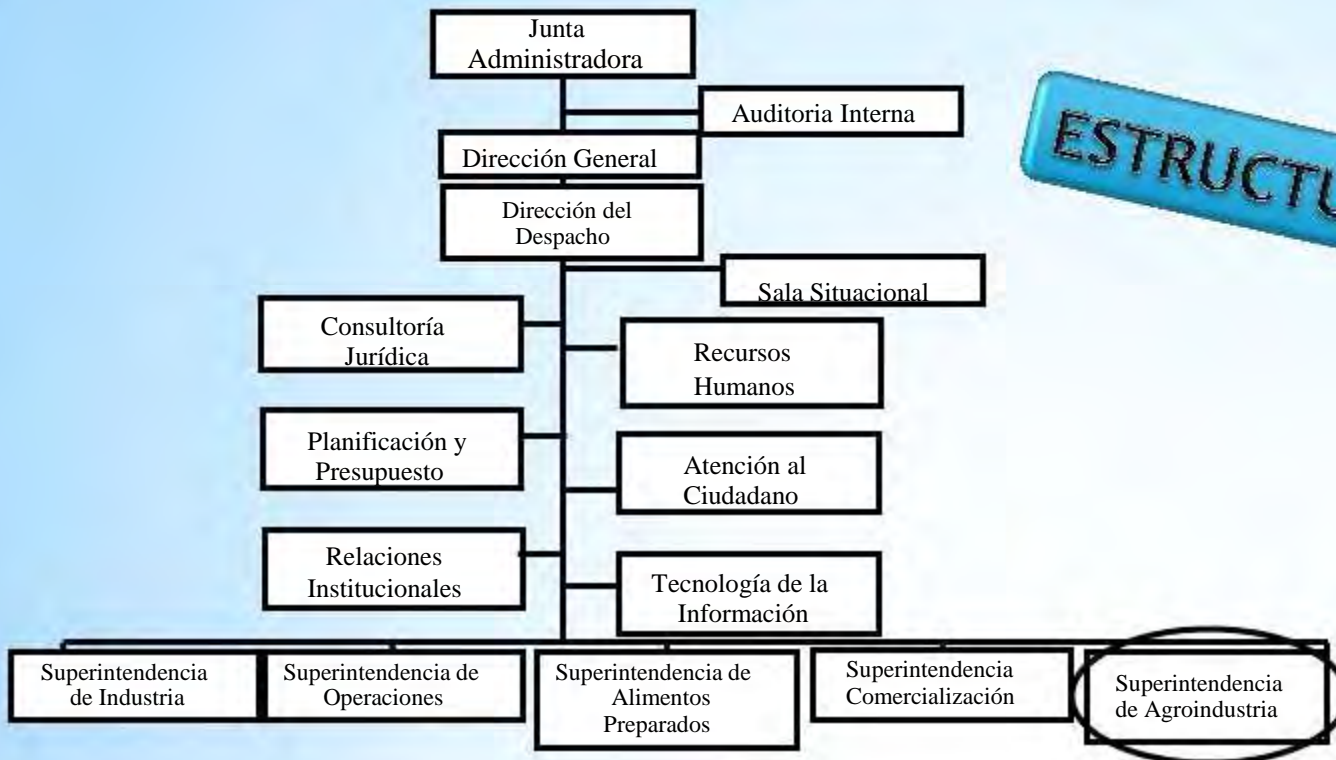 Junta
Administradora
Auditoria Interna
ESTRUCTU
Dirección General
Dirección del
Despacho
Sala Situacional
Consultoría
Jurídica
Recursos
Humanos
Planificación y
Presupuesto
Atención al
Ciudadano
Relaciones
Institucionales
Tecnología de la
Información
Superintendencia
de Industria
Superintendencia de
Operaciones
Superintendencia de
Alimentos
Preparados
Superintendencia
Comercialización
Superintendencia
de Agroindustria